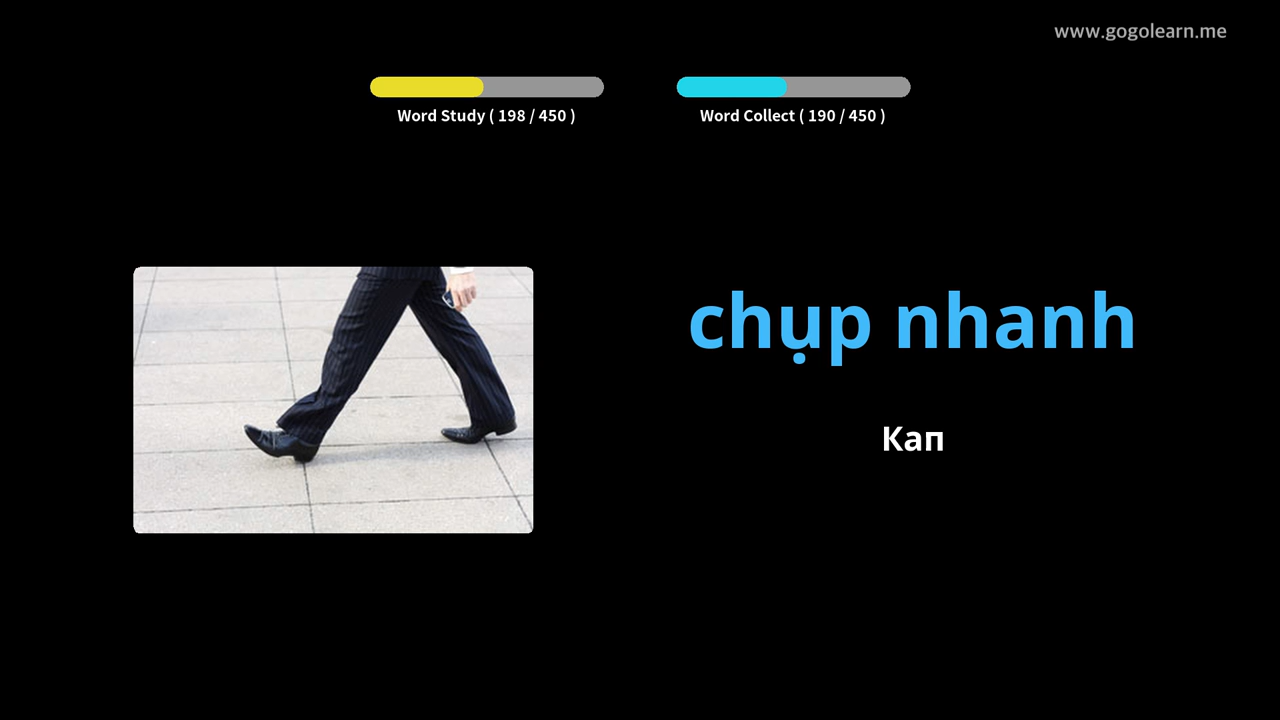 www.gogolearn.me
Word Study ( 198 / 450 )
Word Collect ( 190 / 450 )
chụp nhanh
Кап